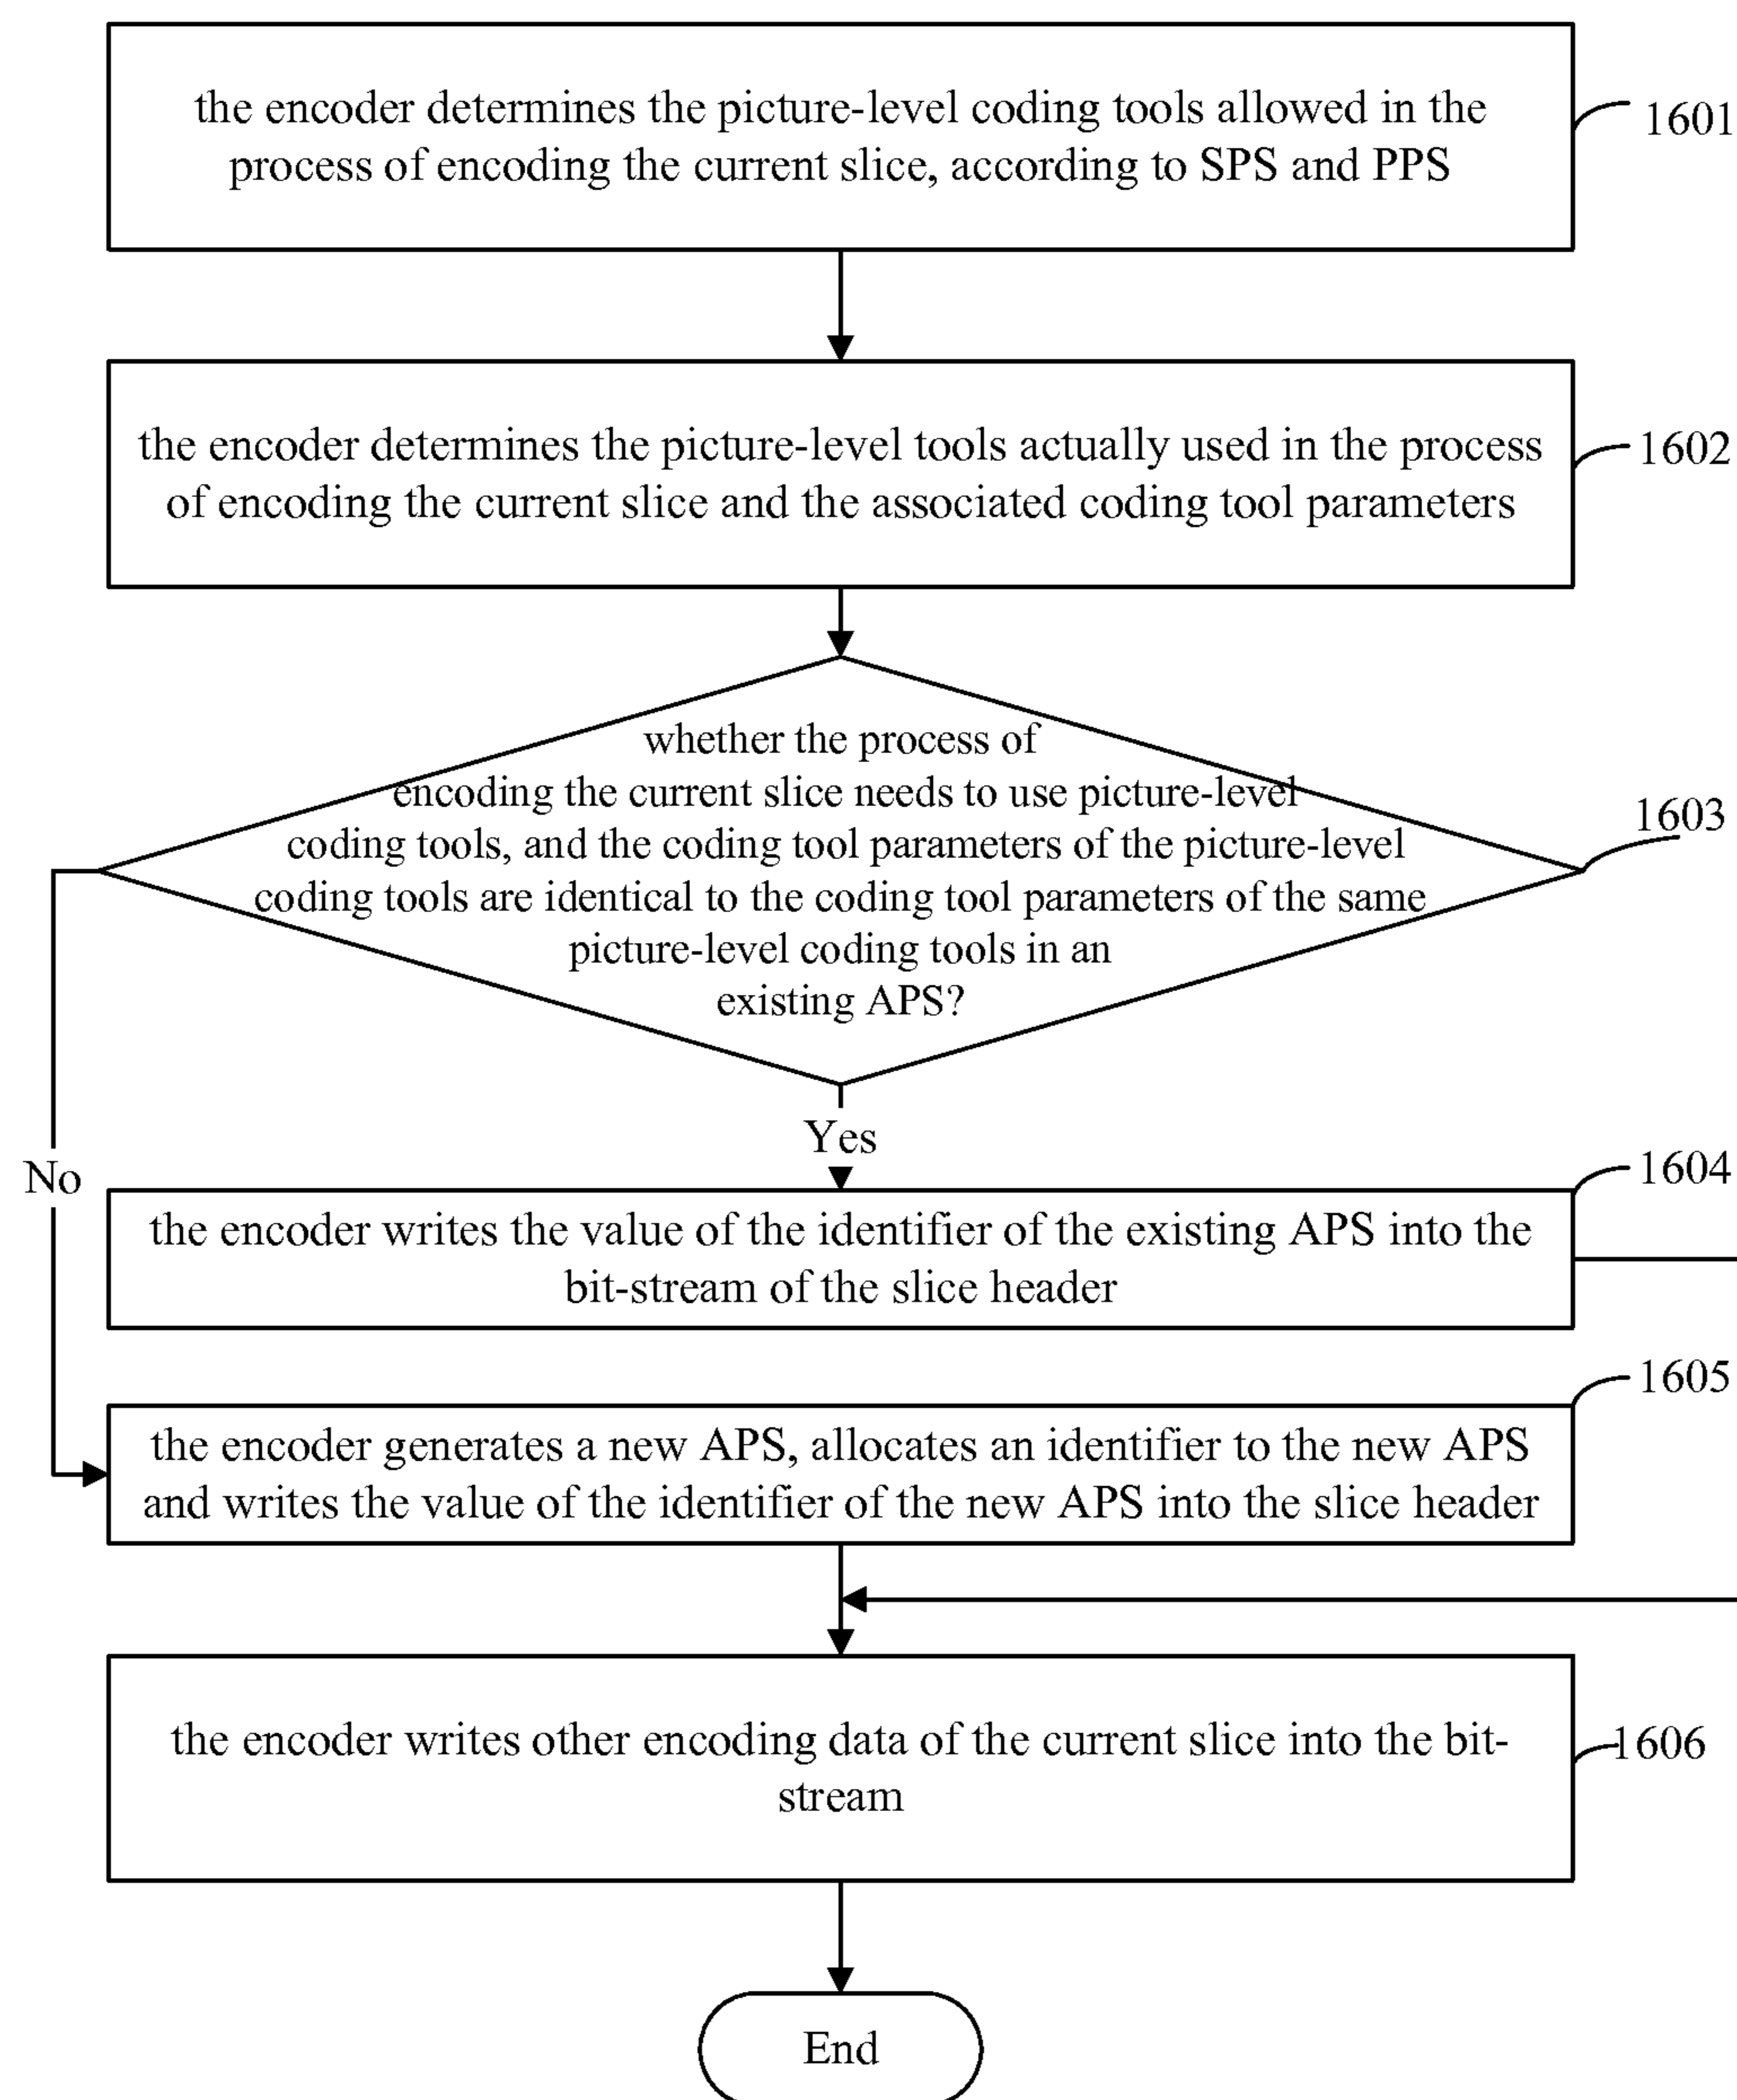 the encoder determines the picture-level coding tools allowed in the
process of encoding the current slice, according to SPS and PPS
1601
the encoder determines the picture-level tools actually used in the process
of encoding the current slice and the associated coding tool parameters
1602
whether the process of
encoding the current slice needs to use picture-level
coding tools, and the coding tool parameters of the picture-level
coding tools are identical to the coding tool parameters of the same
picture-level coding tools in an
existing APS?
1603
Yes
No
the encoder writes the value of the identifier of the existing APS into the
bit-stream of the slice header
1604
the encoder generates a new APS, allocates an identifier to the new APS
and writes the value of the identifier of the new APS into the slice header
1605
the encoder writes other encoding data of the current slice into the bit-
stream
1606
End